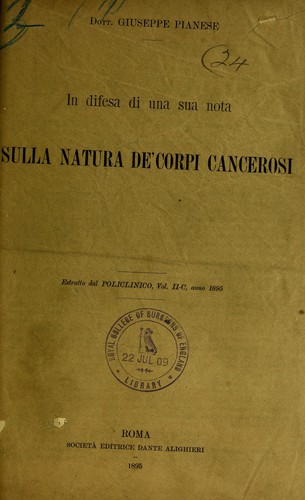 Dott. GIUSEPPE PIANESE
24
In difesa di una sua nota
SULLA NATURA DE'CORPI CANCEROSI
Estratto dal POLICLINICO, Vol. II-C, anno 1895
ROYAL COLLEGE OF SURGEONS OF ENGLAND
22 JUL 09
LIBRARY
ROMA
SOCIETÀ EDITRICE DANTE ALIGHIERI
1895